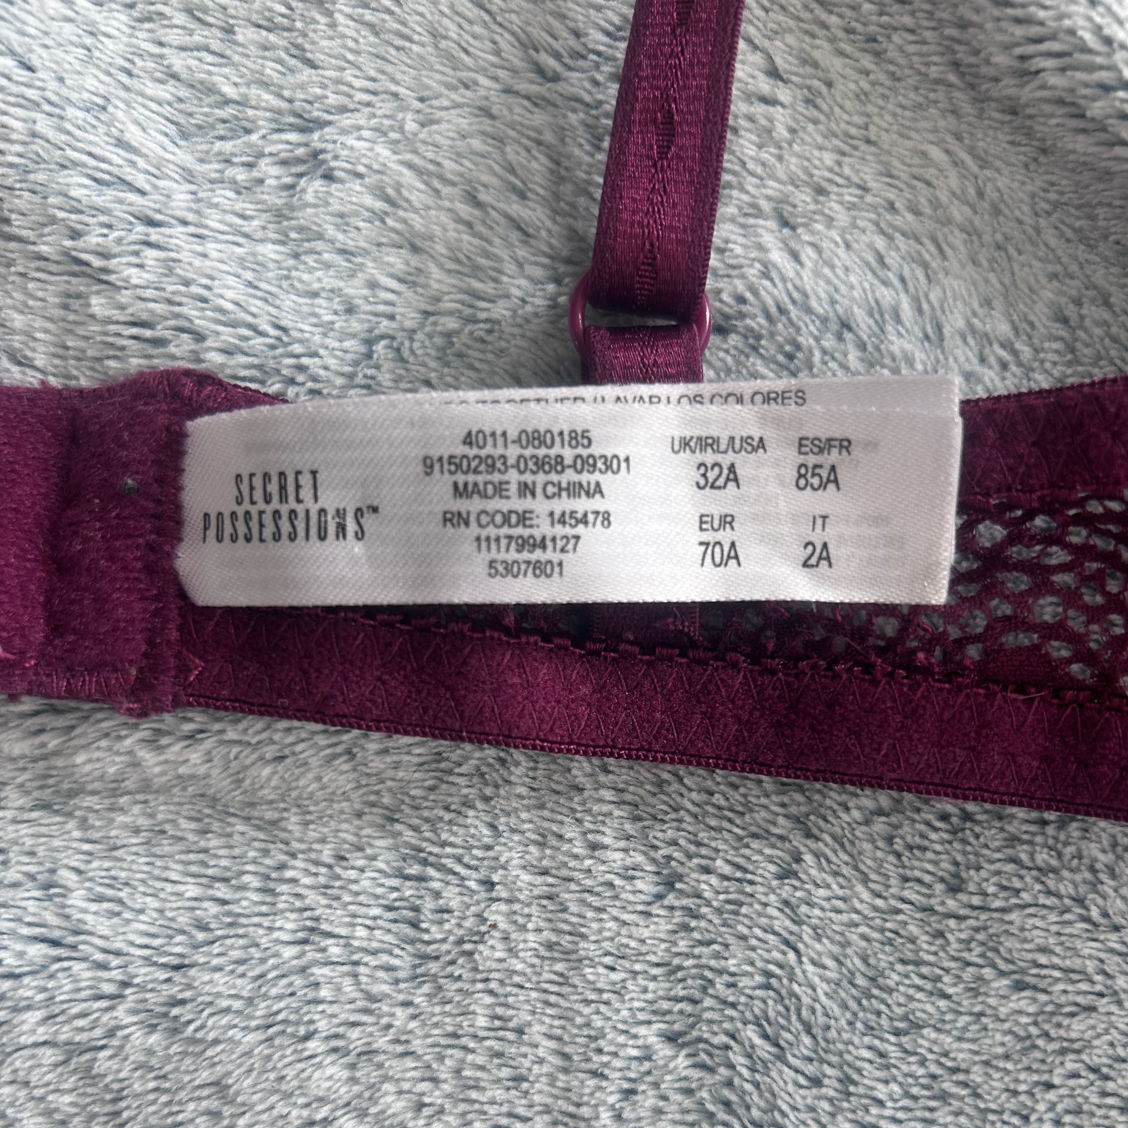 LAVAR LOS COLORES
SECRET
POSSESSIONS™
4011-080185
9150293-0368-09301
MADE IN CHINA
RN CODE: 145478
1117994127
5307601
UK/IRL/USA ES/FR
32A 85A
EUR IT
70A 2A